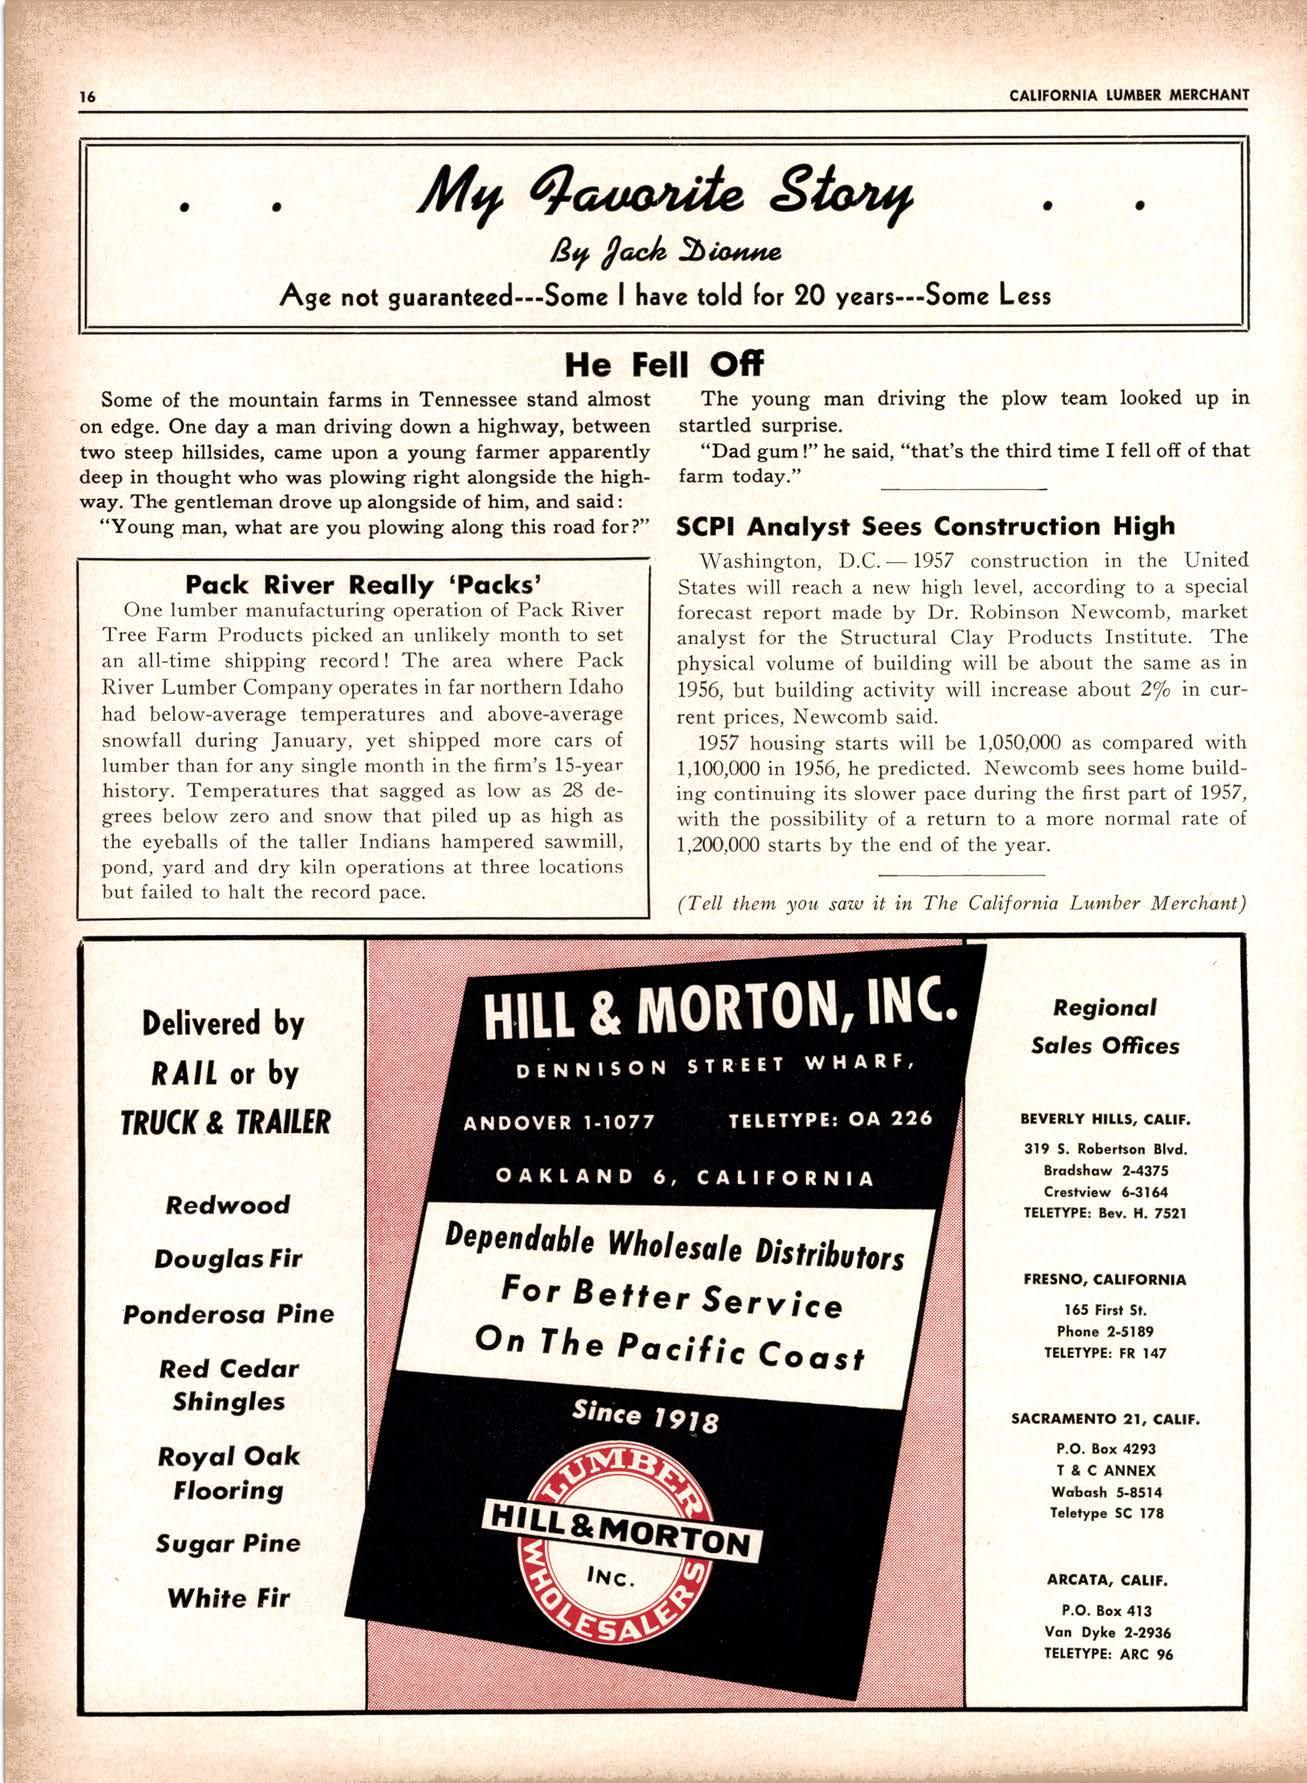 16
CALIFORNIA LUMBER MERCHANT
My Favorite Story
By Jack Dionne
Age not guaranteed---Some I have told for 20 years---Some Less
He Fell Off
Some of the mountain farms in Tennessee stand almost
on edge. One day a man driving down a highway, between
two steep hillsides, came upon a young farmer apparently
deep in thought who was plowing right alongside the high-
way. The gentleman drove up alongside of him, and said:
"Young man, what are you plowing along this road for?"
The young man driving the plow team looked up in
startled surprise.
"Dad gum!" he said, "that's the third time I fell off of that
farm today."
Pack River Really 'Packs'
One lumber manufacturing operation of Pack River
Tree Farm Products picked an unlikely month to set
an all-time shipping record! The area where Pack
River Lumber Company operates in far northern Idaho
had below-average temperatures and above-average
snowfall during January, yet shipped more cars of
lumber than for any single month in the firm's 15-year
history. Temperatures that sagged as low as 28 de-
grees below zero and snow that piled up as high as
the eyeballs of the taller Indians hampered sawmill,
pond, yard and dry kiln operations at three locations
but failed to halt the record pace.
SCPI Analyst Sees Construction High
Washington, D.C. — 1957 construction in the United
States will reach a new high level, according to a special
forecast report made by Dr. Robinson Newcomb, market
analyst for the Structural Clay Products Institute. The
physical volume of building will be about the same as in
1956, but building activity will increase about 2% in cur-
rent prices, Newcomb said.
1957 housing starts will be 1,050,000 as compared with
1,100,000 in 1956, he predicted. Newcomb sees home build-
ing continuing its slower pace during the first part of 1957,
with the possibility of a return to a more normal rate of
1,200,000 starts by the end of the year.
(Tell them you saw it in The California Lumber Merchant)
Delivered by
RAIL or by
TRUCK & TRAILER
Redwood
Douglas Fir
Ponderosa Pine
Red Cedar
Shingles
Royal Oak
Flooring
Sugar Pine
White Fir
HILL & MORTON, INC.
DENNISON STREET WHARF,
ANDOVER 1-1077 TELETYPE: OA 226
OAKLAND 6, CALIFORNIA
Dependable Wholesale Distributors
For Better Service
On The Pacific Coast
Since 1918
LUMBER
HILL & MORTON
INC.
WHOLESALERS
Regional
Sales Offices
BEVERLY HILLS, CALIF.
319 S. Robertson Blvd.
Bradshaw 2-4375
Crestview 6-3164
TELETYPE: Bev. H. 7521
FRESNO, CALIFORNIA
165 First St.
Phone 2-5189
TELETYPE: FR 147
SACRAMENTO 21, CALIF.
P.O. Box 4293
T & C ANNEX
Wabash 5-8514
Teletype SC 178
ARCATA, CALIF.
P.O. Box 413
Van Dyke 2-2936
TELETYPE: ARC 96